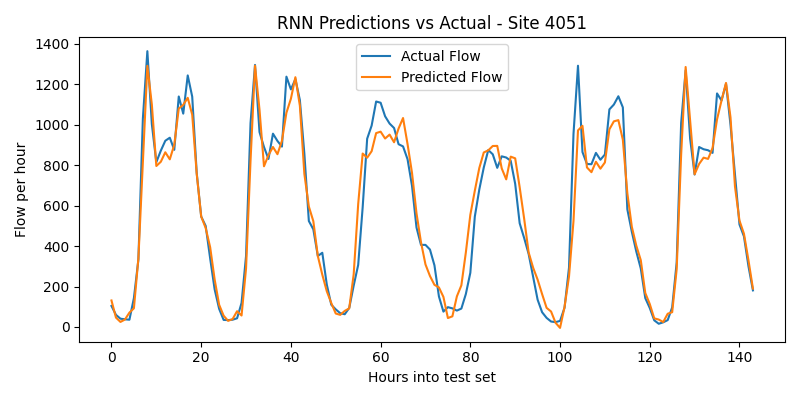 RNN Predictions vs Actual - Site 4051
Actual Flow
Predicted Flow
Flow per hour
1400
1200
1000
800
600
400
200
0
0 20 40 60 80 100 120 140
Hours into test set